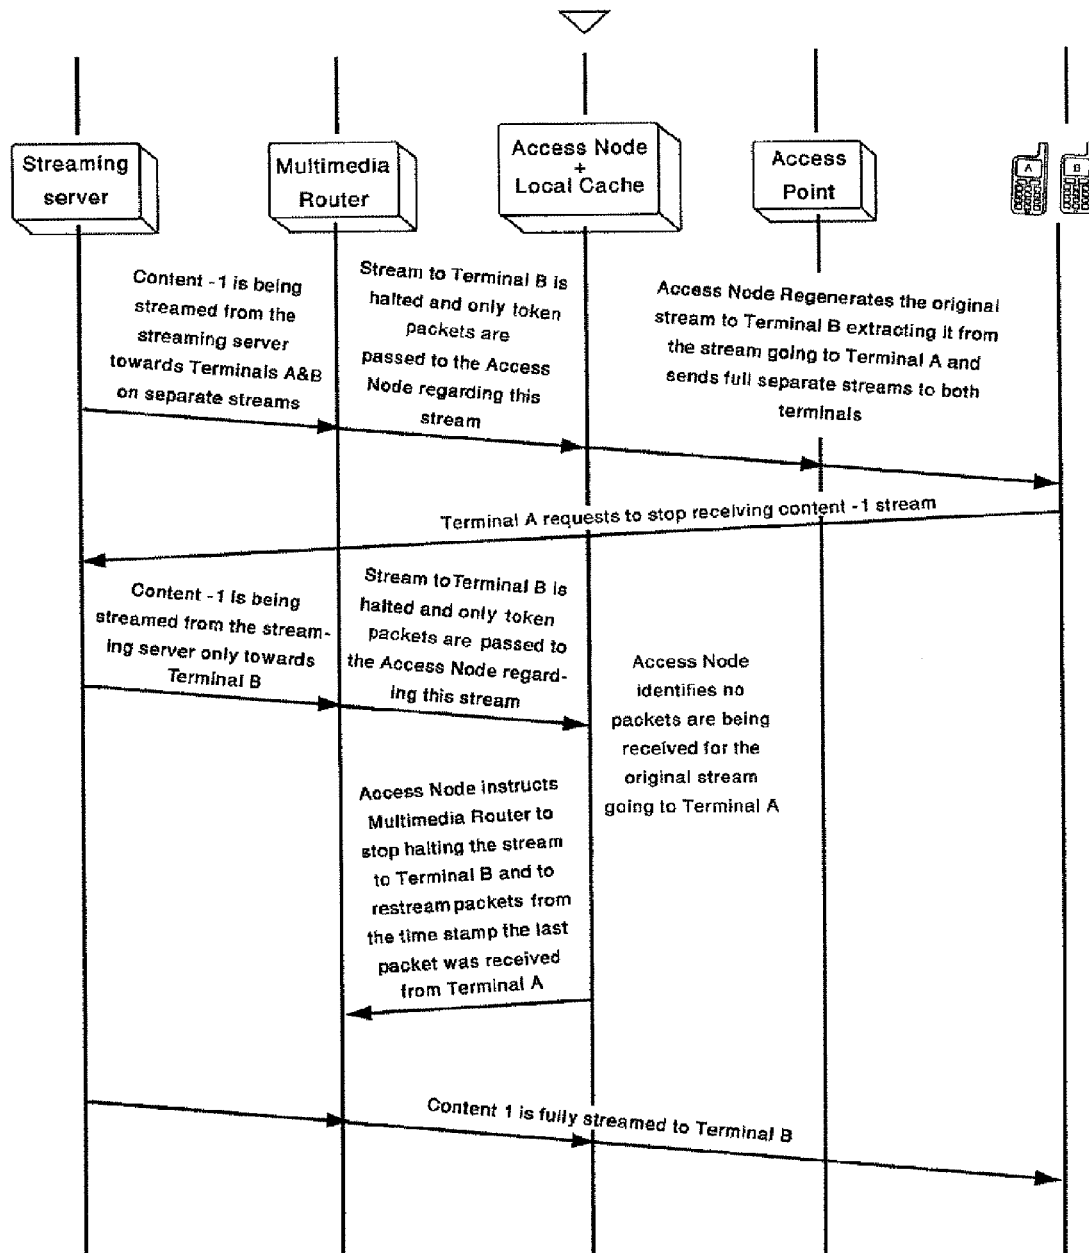 Streaming
server
Multimedia
Router
Access Node
+
Local Cache
Access
Point
A
B
Content -1 is being
streamed from the
streaming server
towards Terminals A&B
on separate streams
Stream to Terminal B is
halted and only token
packets are
passed to the Access
Node regarding this
stream
Access Node Regenerates the original
stream to Terminal B extracting it from
the stream going to Terminal A and
sends full separate streams to both
terminals
Terminal A requests to stop receiving content -1 stream
Content -1 is being
streamed from the stream-
ing server only towards
Terminal B
Stream to Terminal B is
halted and only token
packets are passed to
the Access Node regard-
ing this stream
Access Node
identifies no
packets are being
received for the
original stream
going to Terminal A
Access Node instructs
Multimedia Router to
stop halting the stream
to Terminal B and to
restream packets from
the time stamp the last
packet was received
from Terminal A
Content 1 is fully streamed to Terminal B